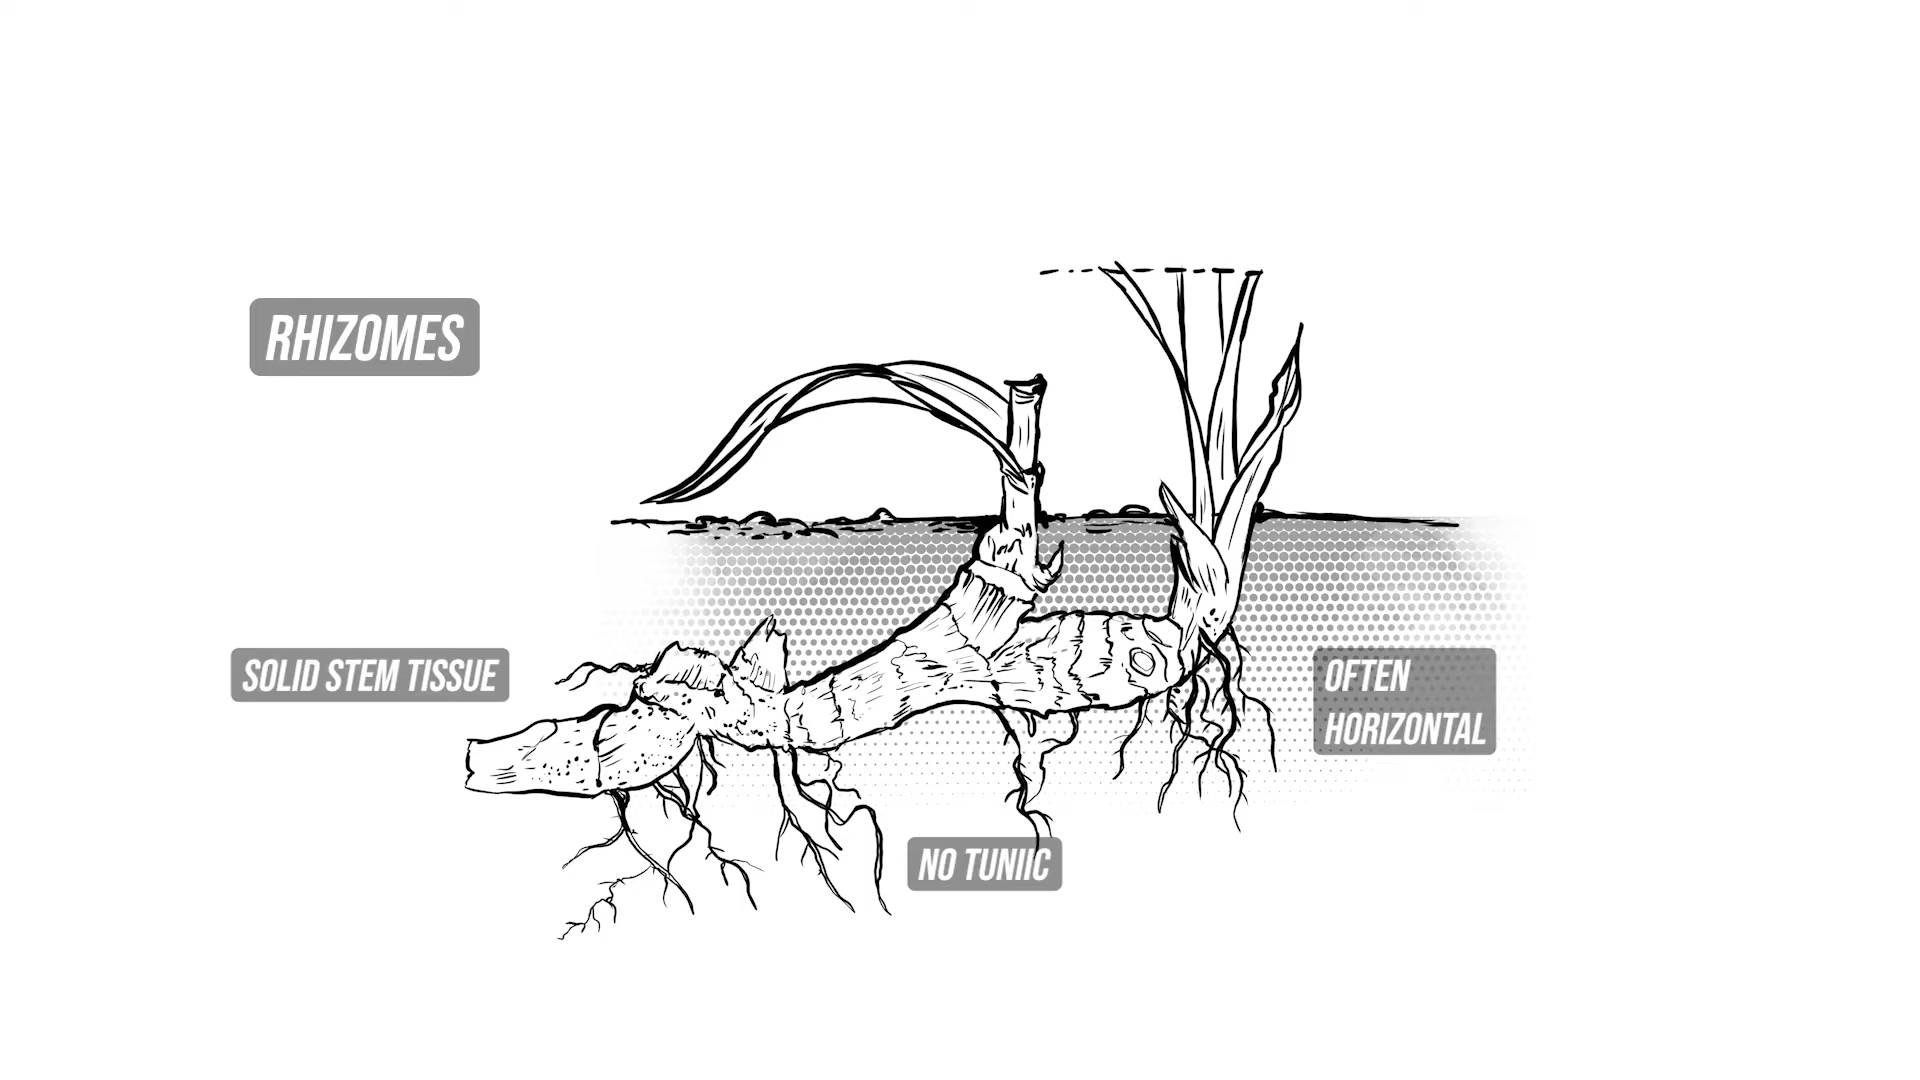 RHIZOMES
SOLID STEM TISSUE
OFTEN
HORIZONTAL
NO TUNIIC